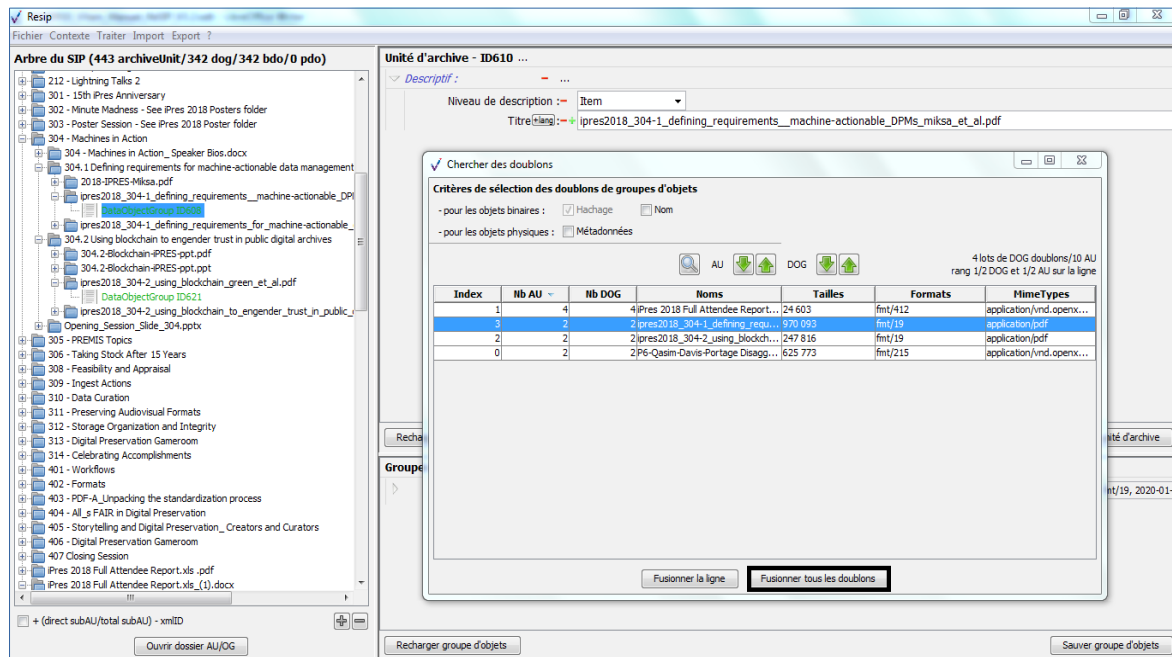 Resip
Fichier Contexte Traiter Import Export ?
Arbre du SIP (443 archiveUnit/342 dog/342 bdo/0 pdo)
212 - Lightning Talks 2
301 - 15th iPres Anniversary
302 - Minute Madness - See iPres 2018 Posters folder
303 - Poster Session - See iPres 2018 Poster folder
304 - Machines in Action
304 - Machines in Action_ Speaker Bios.docx
304.1 Defining requirements for machine-actionable data management
2018-IPRES-Miksa.pdf
ipres2018_304-1_defining_requirements__machine-actionable_DPM
DataObjectGroup ID608
ipres2018_304-1_defining_requirements_for_machine-actionable_
304.2 Using blockchain to engender trust in public digital archives
304.2-Blockchain-iPRES-ppt.pdf
304.2-Blockchain-iPRES-ppt.ppt
ipres2018_304-2_using_blockchain_green_et_al.pdf
DataObjectGroup ID621
ipres2018_304-2_using_blockchain_to_engender_trust_in_public_
Opening_Session_Slide_304.pptx
305 - PREMIS Topics
306 - Taking Stock After 15 Years
308 - Feasibility and Appraisal
309 - Ingest Actions
310 - Data Curation
311 - Preserving Audiovisual Formats
312 - Storage Organization and Integrity
313 - Digital Preservation Gameroom
314 - Celebrating Accomplishments
401 - Workflows
402 - Formats
403 - PDF-A_Unpacking the standardization process
404 - All_s FAIR in Digital Preservation
405 - Storytelling and Digital Preservation_ Creators and Curators
406 - Digital Preservation Gameroom
407 Closing Session
iPres 2018 Full Attendee Report.xls .pdf
iPres 2018 Full Attendee Report.xls_(1).docx
+ (direct subAU/total subAU) - xmlID
Ouvrir dossier AU/OG
Unité d'archive - ID610 ...
Descriptif : - ...
Niveau de description :- Item
Titre +lang :-+ ipres2018_304-1_defining_requirements__machine-actionable_DPMs_miksa_et_al.pdf
Chercher des doublons
Critères de sélection des doublons de groupes d'objets
- pour les objets binaires : Hachage Nom
- pour les objets physiques : Métadonnées
AU DOG
4 lots de DOG doublons/10 AU
rang 1/2 DOG et 1/2 AU sur la ligne
Index Nb AU Nb DOG Noms Tailles Formats MimeTypes
1 4 4 iPres 2018 Full Attendee Report... 24 603 fmt/412 application/vnd.openx...
3 2 2 ipres2018_304-1_defining_requ... 970 093 fmt/19 application/pdf
2 2 2 ipres2018_304-2_using_blockch... 247 816 fmt/19 application/pdf
0 2 2 P6-Qasim-Davis-Portage Disagg... 625 773 fmt/215 application/vnd.openx...
Fusionner la ligne Fusionner tous les doublons
Recha
nité d'archive
Groupe
mt/19, 2020-01-
Recharger groupe d'objets
Sauver groupe d'objets